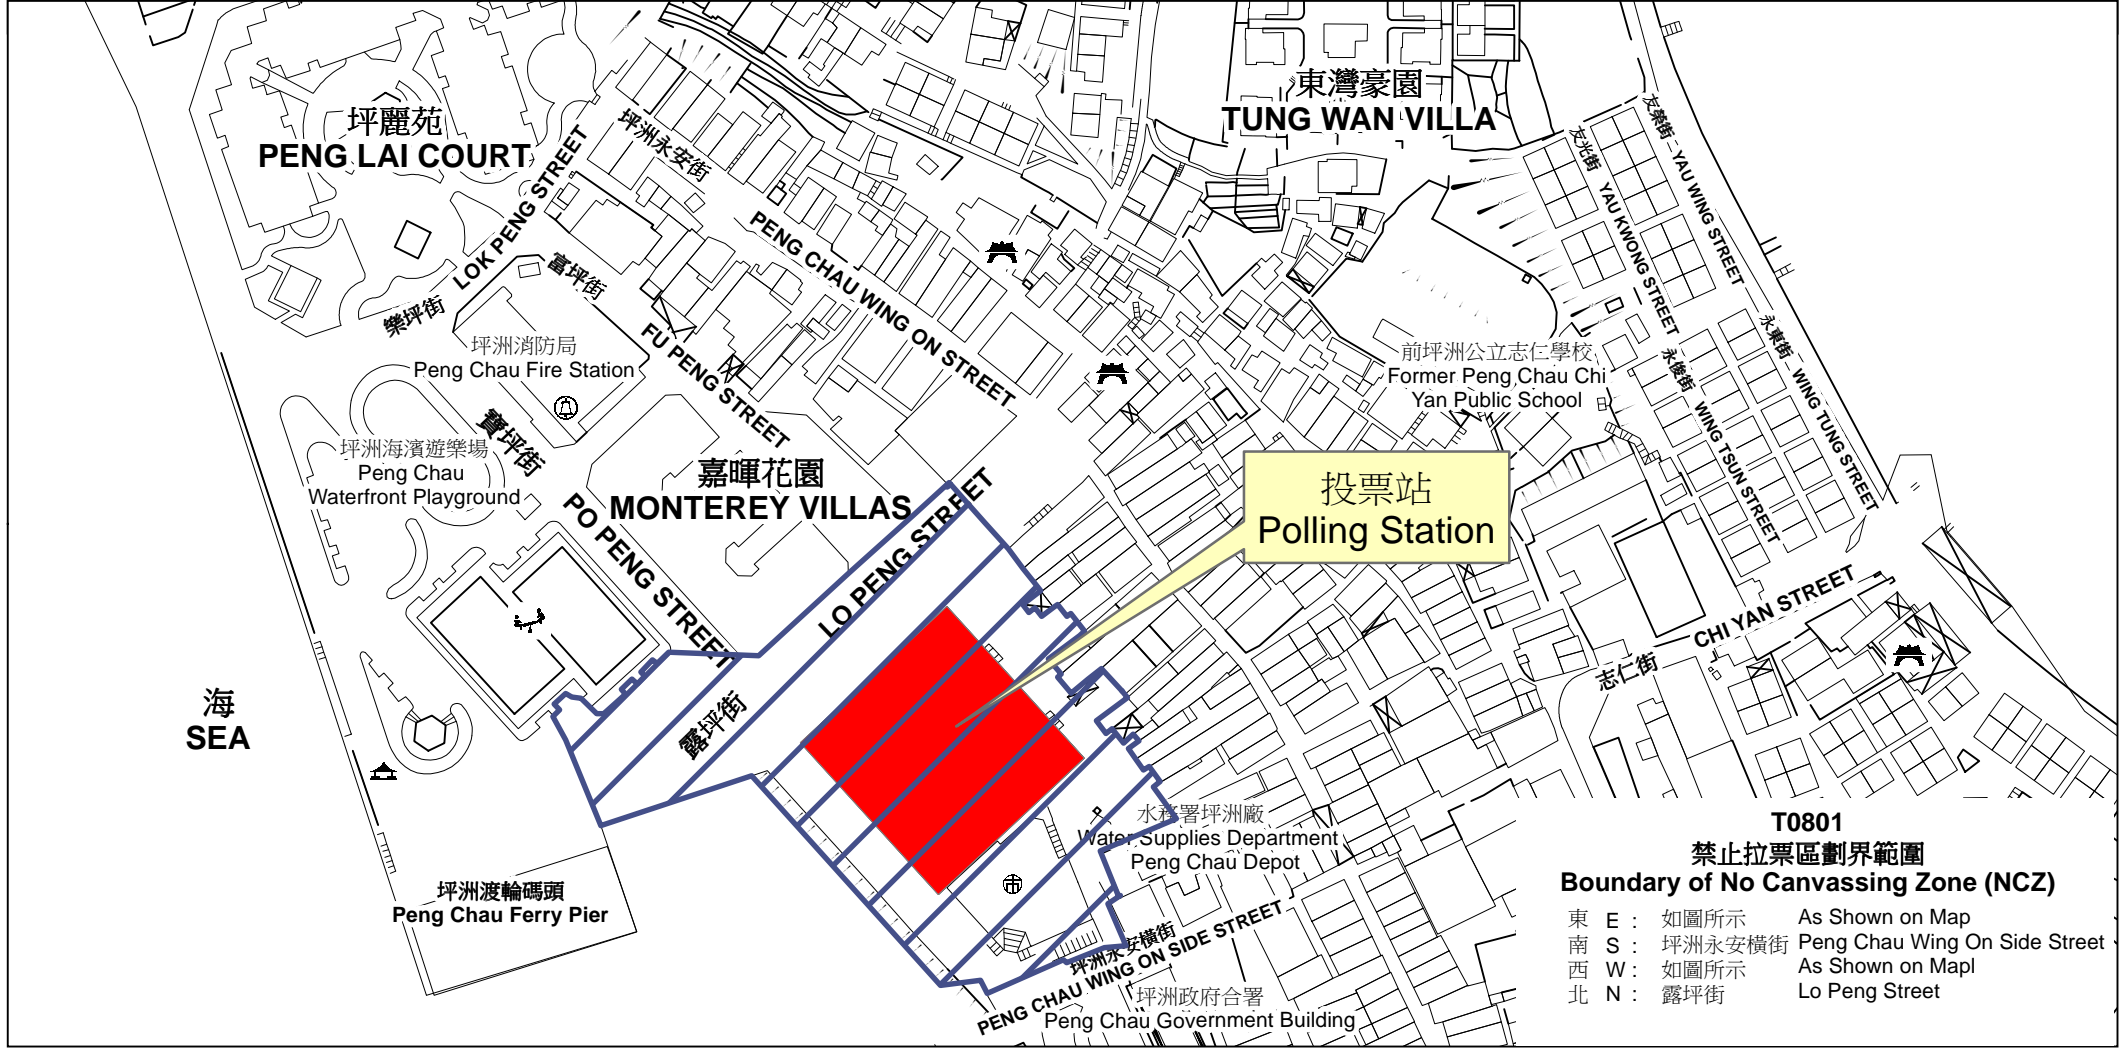 坪麗苑
PENG LAI COURT
東灣豪園
TUNG WAN VILLA
坪洲永安街
PENG CHAU WING ON STREET
樂坪街
LOK PENG STREET
富坪街
FU PENG STREET
友榮街
YAU WING STREET
友光街
YAU KWONG STREET
永東街
WING TUNG STREET
永俊街
WING TSUN STREET
坪洲消防局
Peng Chau Fire Station
前坪洲公立志仁學校
Former Peng Chau Chi
Yan Public School
坪洲海濱遊樂場
Peng Chau
Waterfront Playground
寶坪街
PO PENG STREET
嘉暉花園
MONTEREY VILLAS
投票站
Polling Station
LO PENG STREET
露坪街
志仁街
CHI YAN STREET
海
SEA
坪洲渡輪碼頭
Peng Chau Ferry Pier
水務署坪洲廠
Water Supplies Department
Peng Chau Depot
市
坪洲永安橫街
PENG CHAU WING ON SIDE STREET
坪洲政府合署
Peng Chau Government Building
T0801
禁止拉票區劃界範圍
Boundary of No Canvassing Zone (NCZ)
東 E : 如圖所示 As Shown on Map
南 S : 坪洲永安橫街 Peng Chau Wing On Side Street
西 W : 如圖所示 As Shown on Mapl
北 N : 露坪街 Lo Peng Street